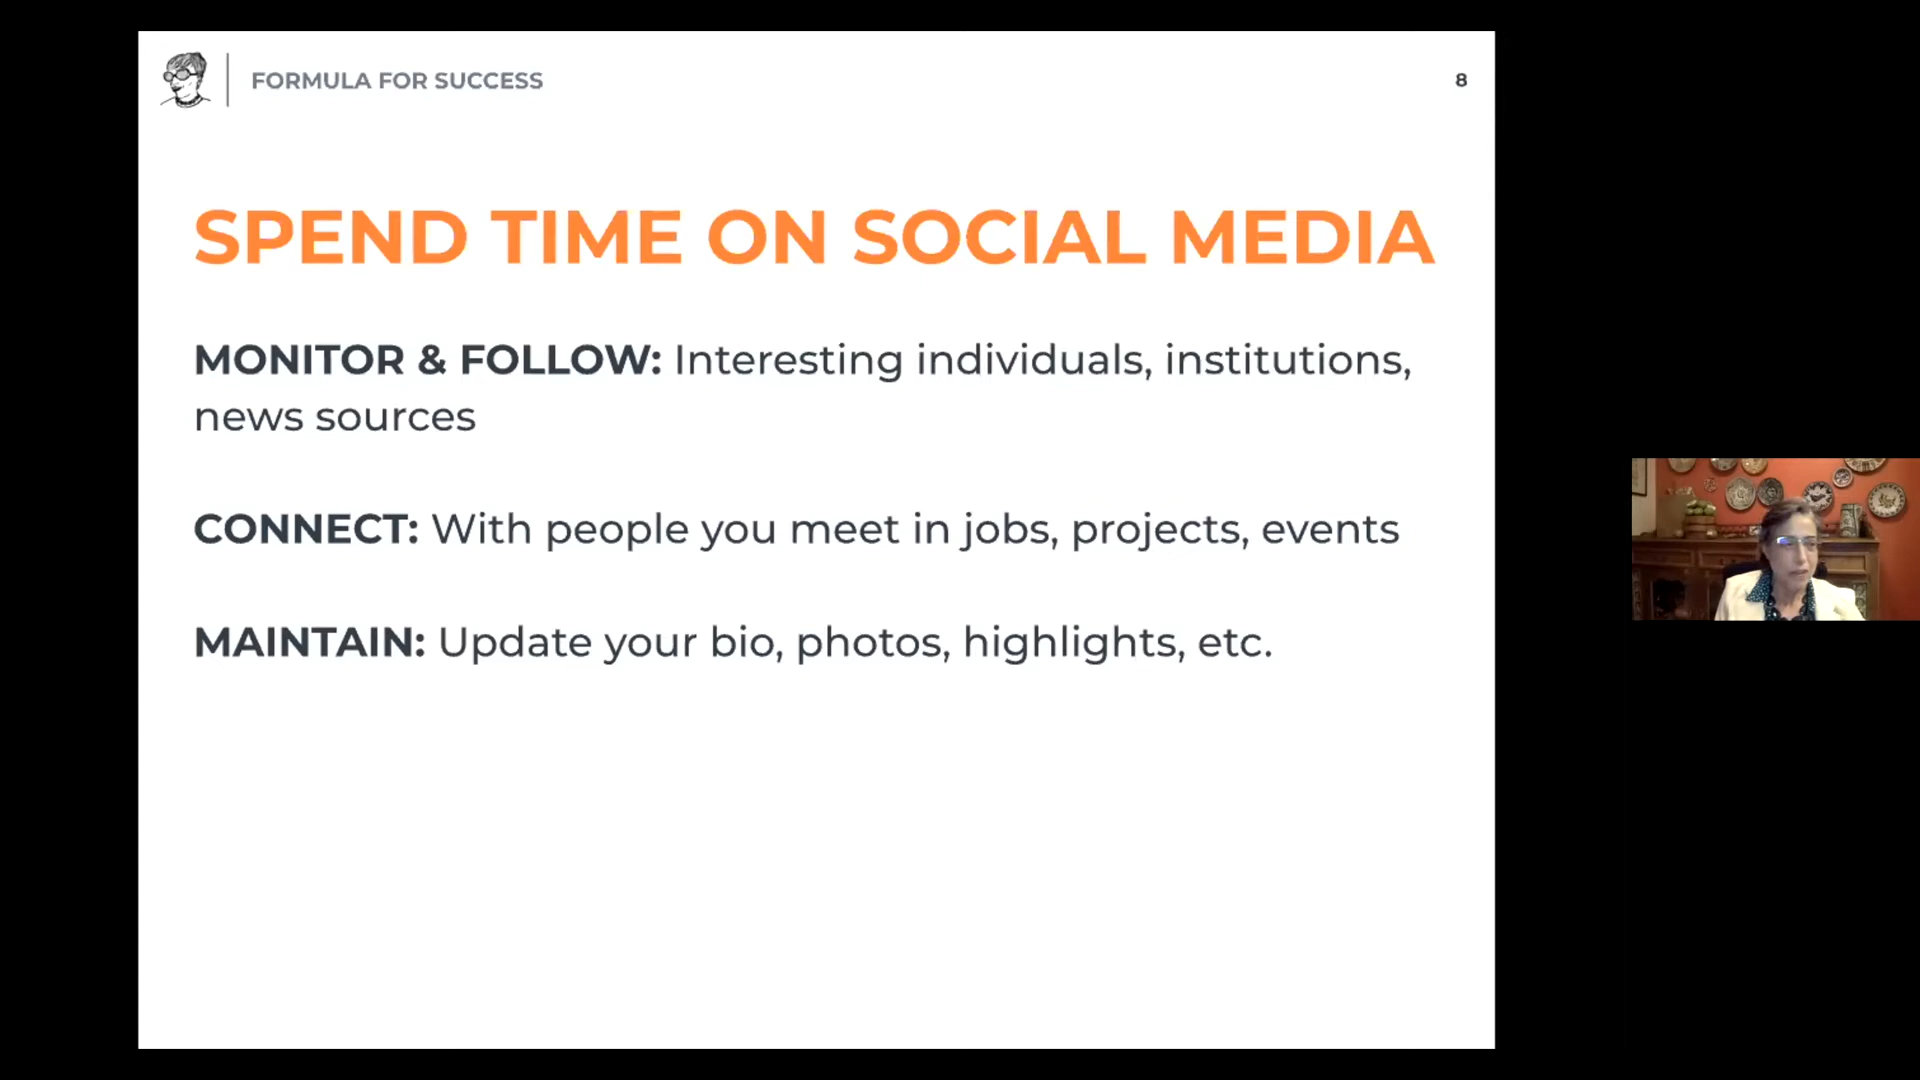 FORMULA FOR SUCCESS
8
SPEND TIME ON SOCIAL MEDIA
MONITOR & FOLLOW: Interesting individuals, institutions,
news sources
CONNECT: With people you meet in jobs, projects, events
MAINTAIN: Update your bio, photos, highlights, etc.